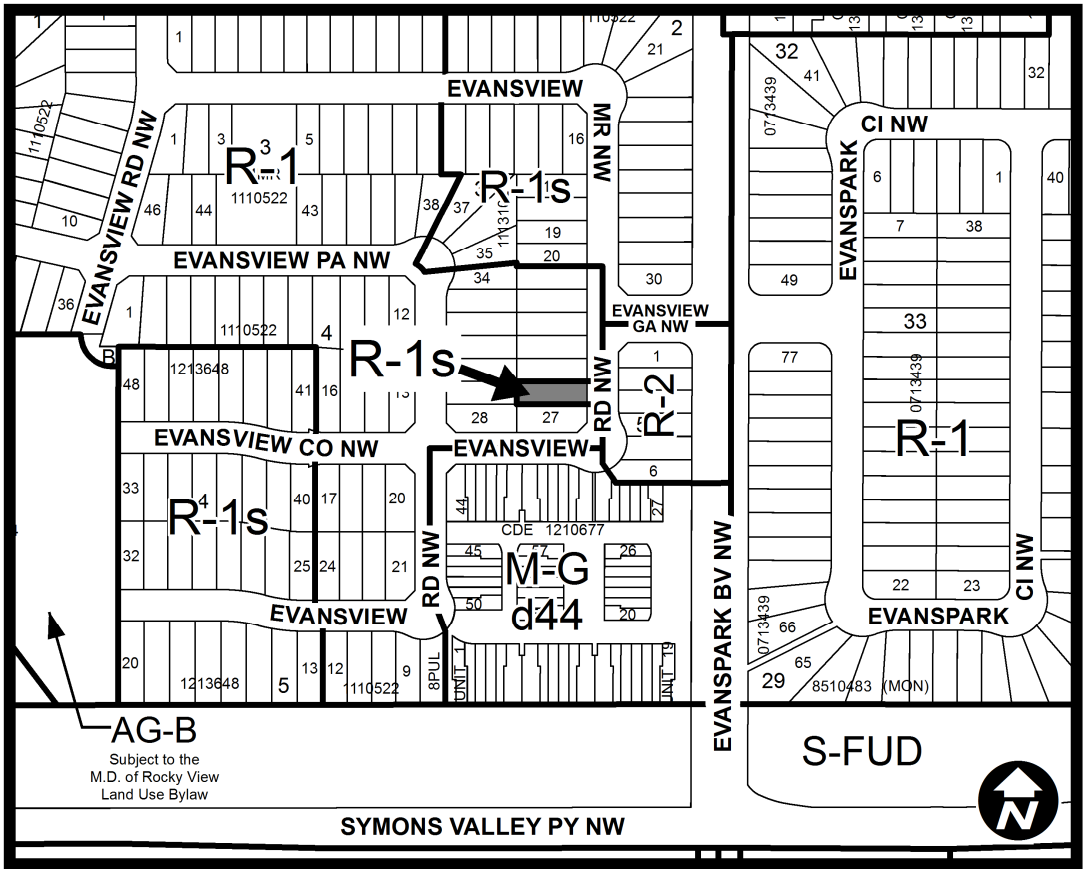 1
1
1110522
2
21
32
41
32
0713439
EVANSVIEW
MR NW
CI NW
EVANSPARK
1110522
EVANSVIEW RD NW
1
3
5
16
3
R-1
R-1s
6
1
40
1110522
10
46
44
43
38
37
19
20
35
7
38
EVANSVIEW PA NW
34
30
49
36
1
1110522
4
12
EVANSVIEW
GA NW
33
B
48
1213648
41
16
13
R-1s
1
77
0713439
RD NW
R-2
28
27
R-1
EVANSVIEW CO NW
EVANSVIEW
6
33
4
R-1s
40
17
20
44
27
CDE 1210677
32
25
24
21
RD NW
45
57
26
M-G
d44
50
20
22
23
CI NW
EVANSVIEW
EVANSPARK BV NW
0713439
66
EVANSPARK
20
1213648
5
13
12
1110522
9
8PUL
UNIT 1
UNIT 19
65
29
8510483 (MON)
AG-B
Subject to the
M.D. of Rocky View
Land Use Bylaw
S-FUD
N
SYMONS VALLEY PY NW